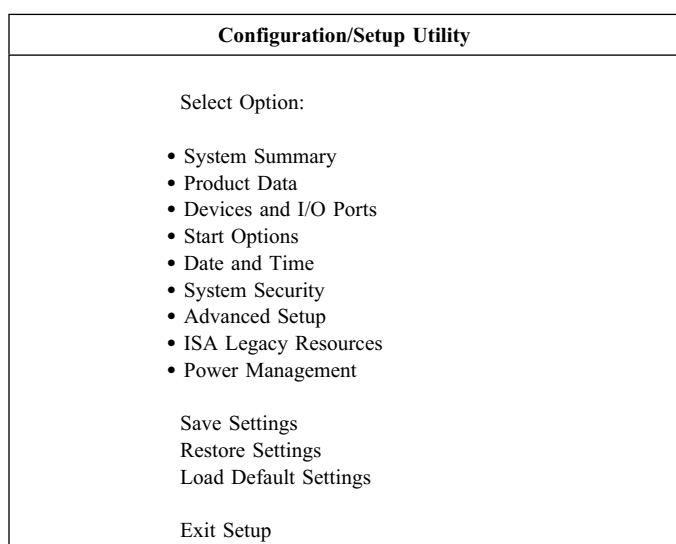 Configuration/Setup Utility
Select Option:
• System Summary
• Product Data
• Devices and I/O Ports
• Start Options
• Date and Time
• System Security
• Advanced Setup
• ISA Legacy Resources
• Power Management
Save Settings
Restore Settings
Load Default Settings
Exit Setup